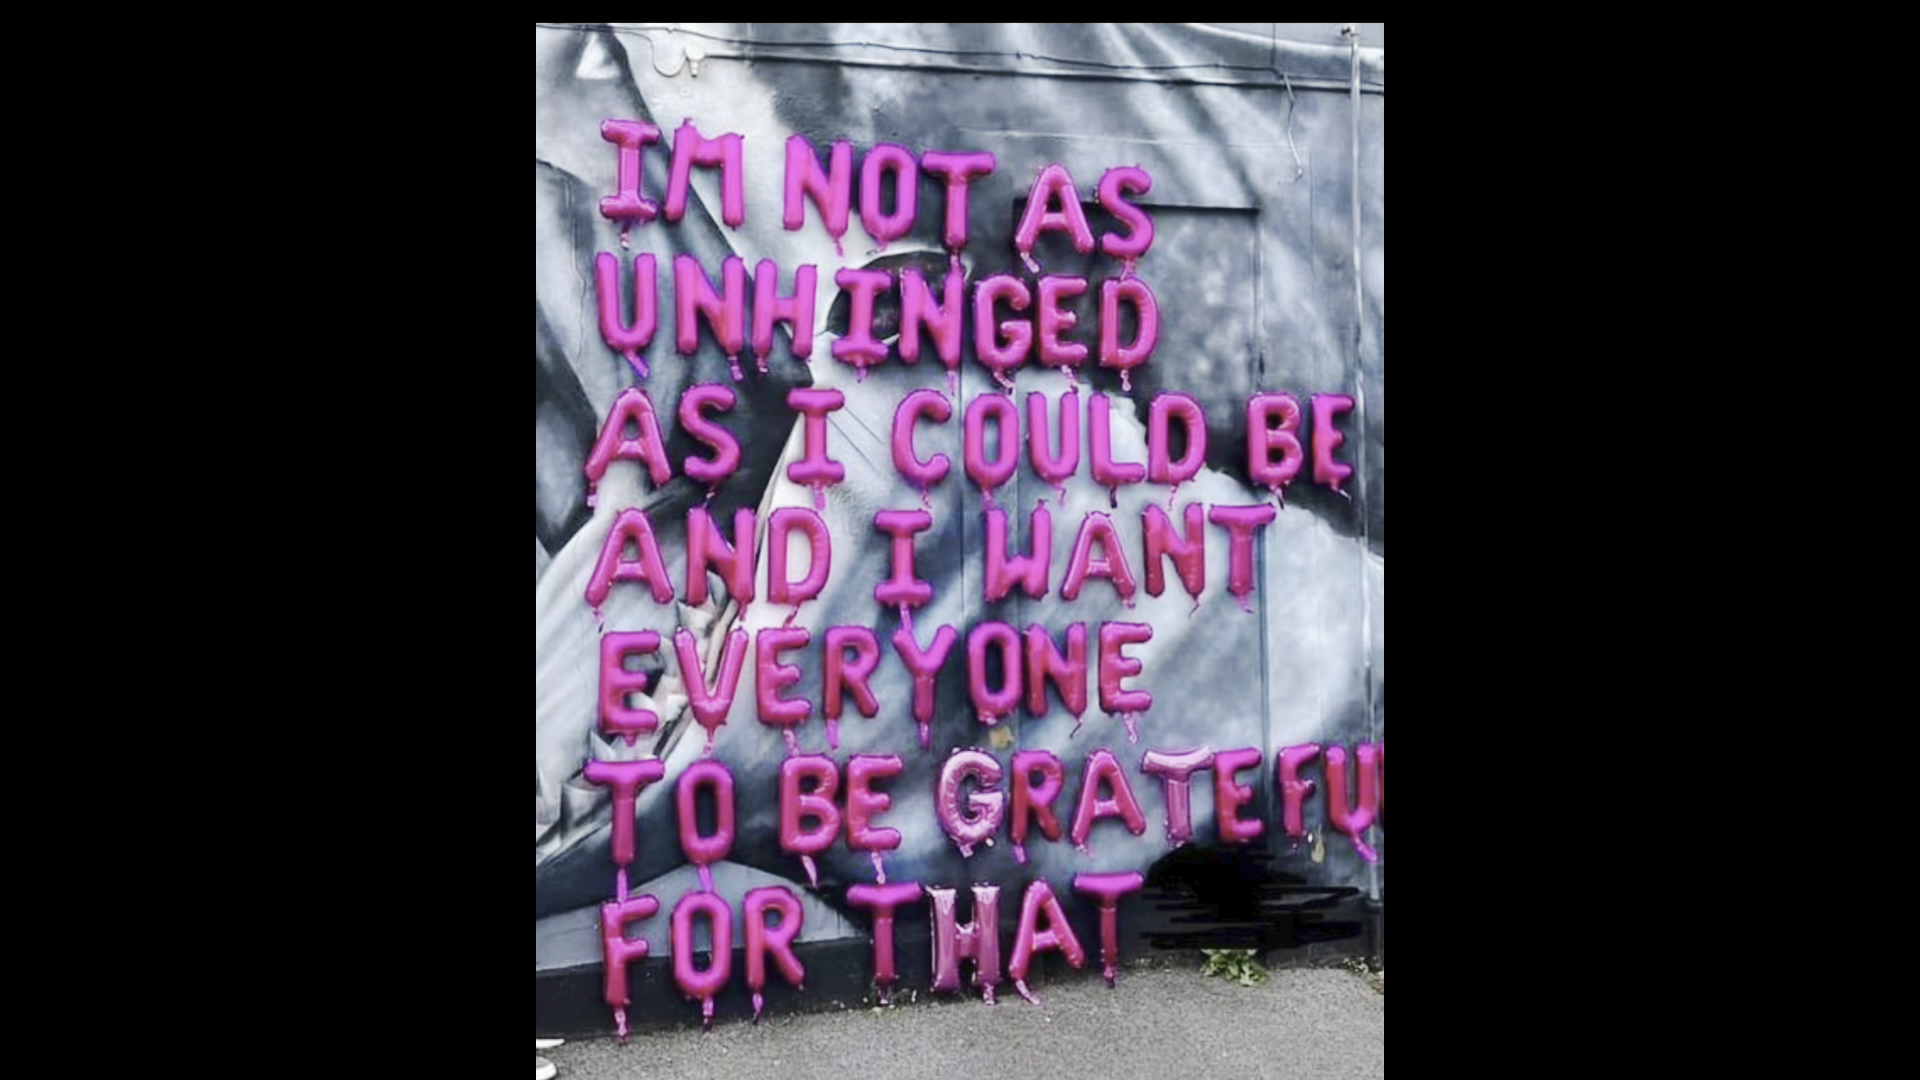 IM NOT AS
UNHINGED
AS I COULD BE
AND I WANT
EVERYONE
TO BE GRATEFU
FOR THAT